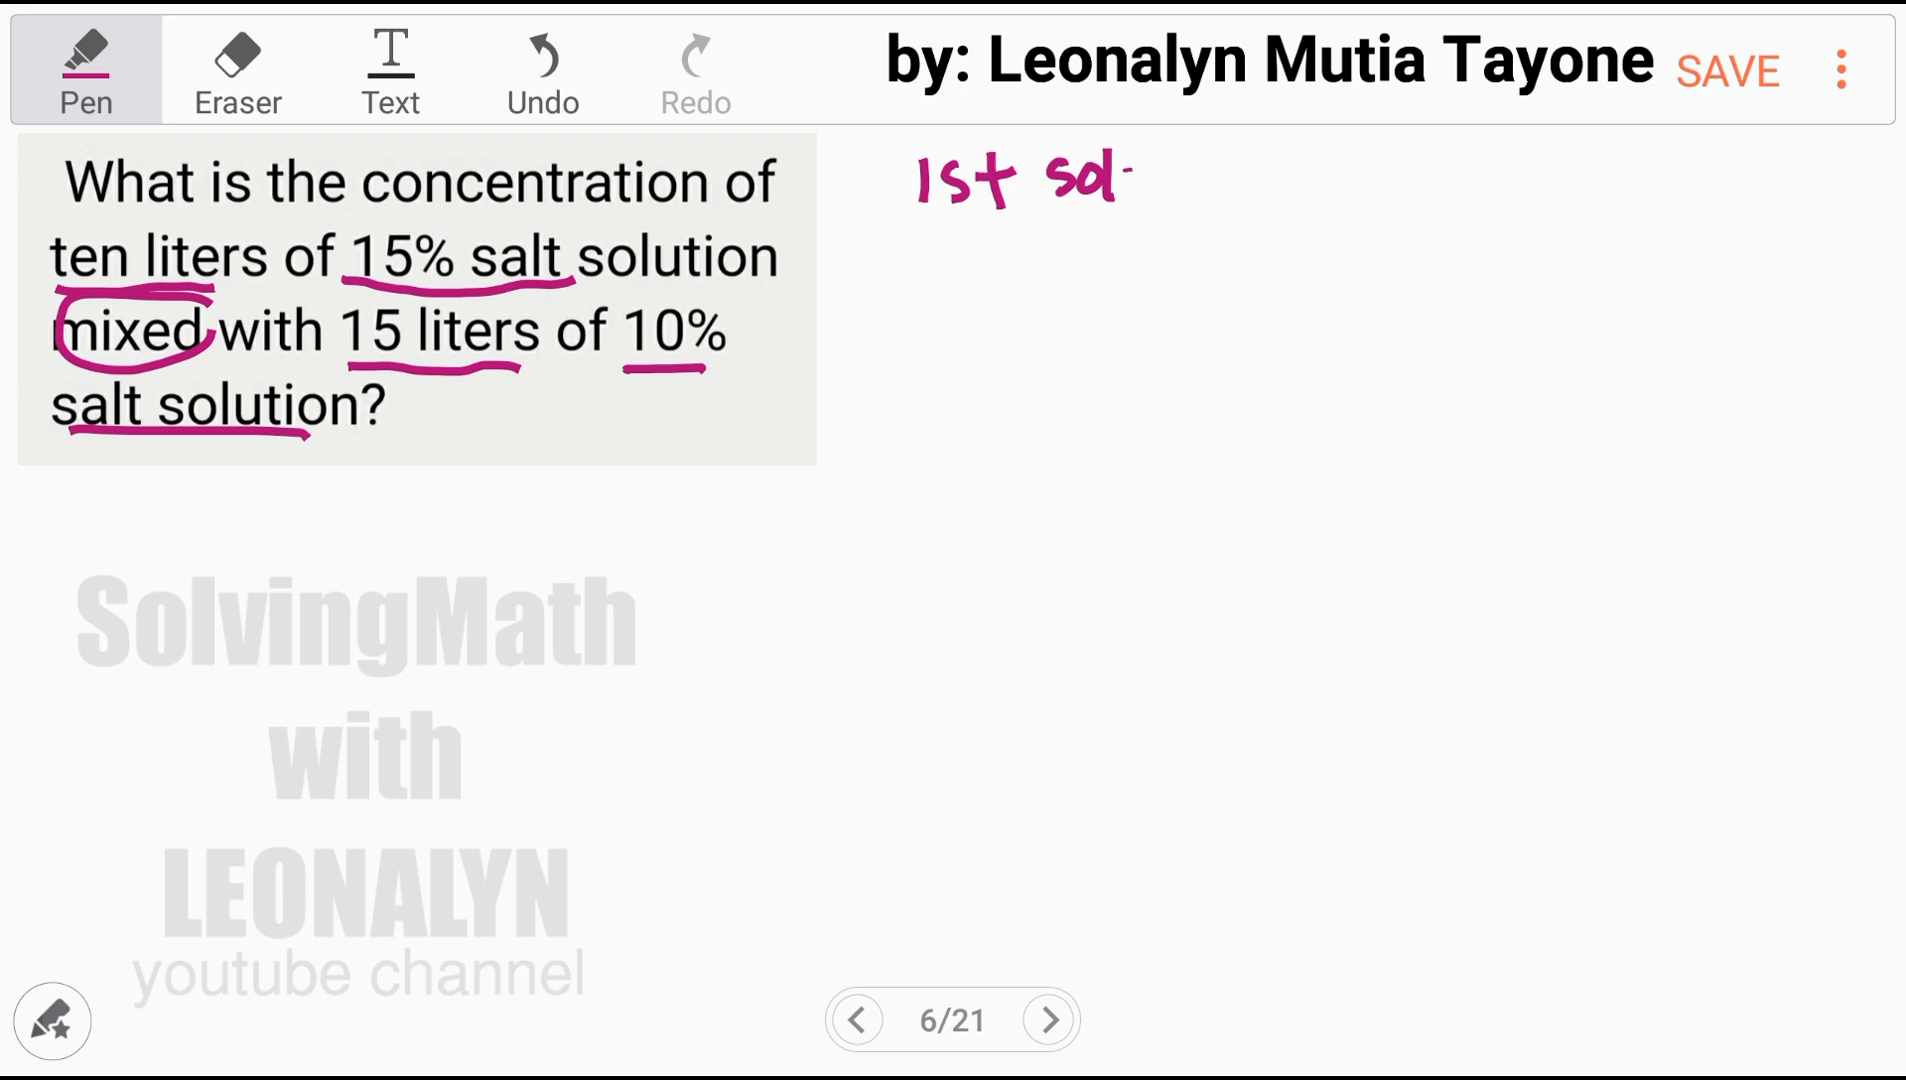 Pen
Eraser
Text
Undo
Redo
by: Leonalyn Mutia Tayone
SAVE
What is the concentration of
ten liters of 15% salt solution
mixed with 15 liters of 10%
salt solution?
1st sol
SolvingMath
with
LEONALYN
youtube channel
6/21